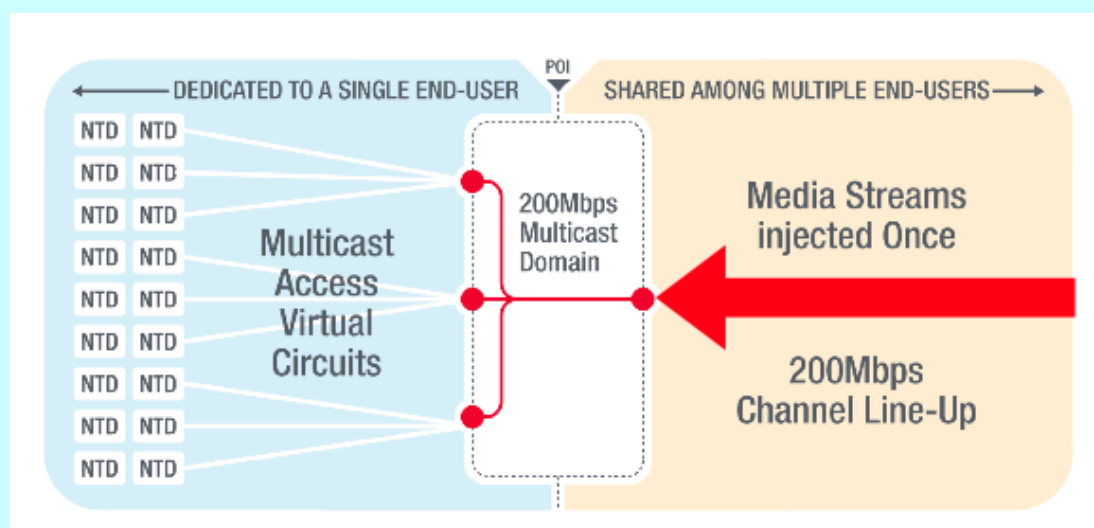 POI
DEDICATED TO A SINGLE END-USER
SHARED AMONG MULTIPLE END-USERS
NTD NTD
NTD NTD
NTD NTD
NTD NTD
NTD NTD
NTD NTD
NTD NTD
NTD NTD
NTD NTD
Multicast
Access
Virtual
Circuits
200Mbps
Multicast
Domain
Media Streams
injected Once
200Mbps
Channel Line-Up